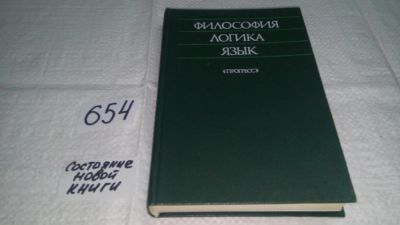 ФИЛОСОФИЯ
ЛОГИКА
ЯЗЫК
«ПРОГРЕСС»
654
состояние
новой
книги